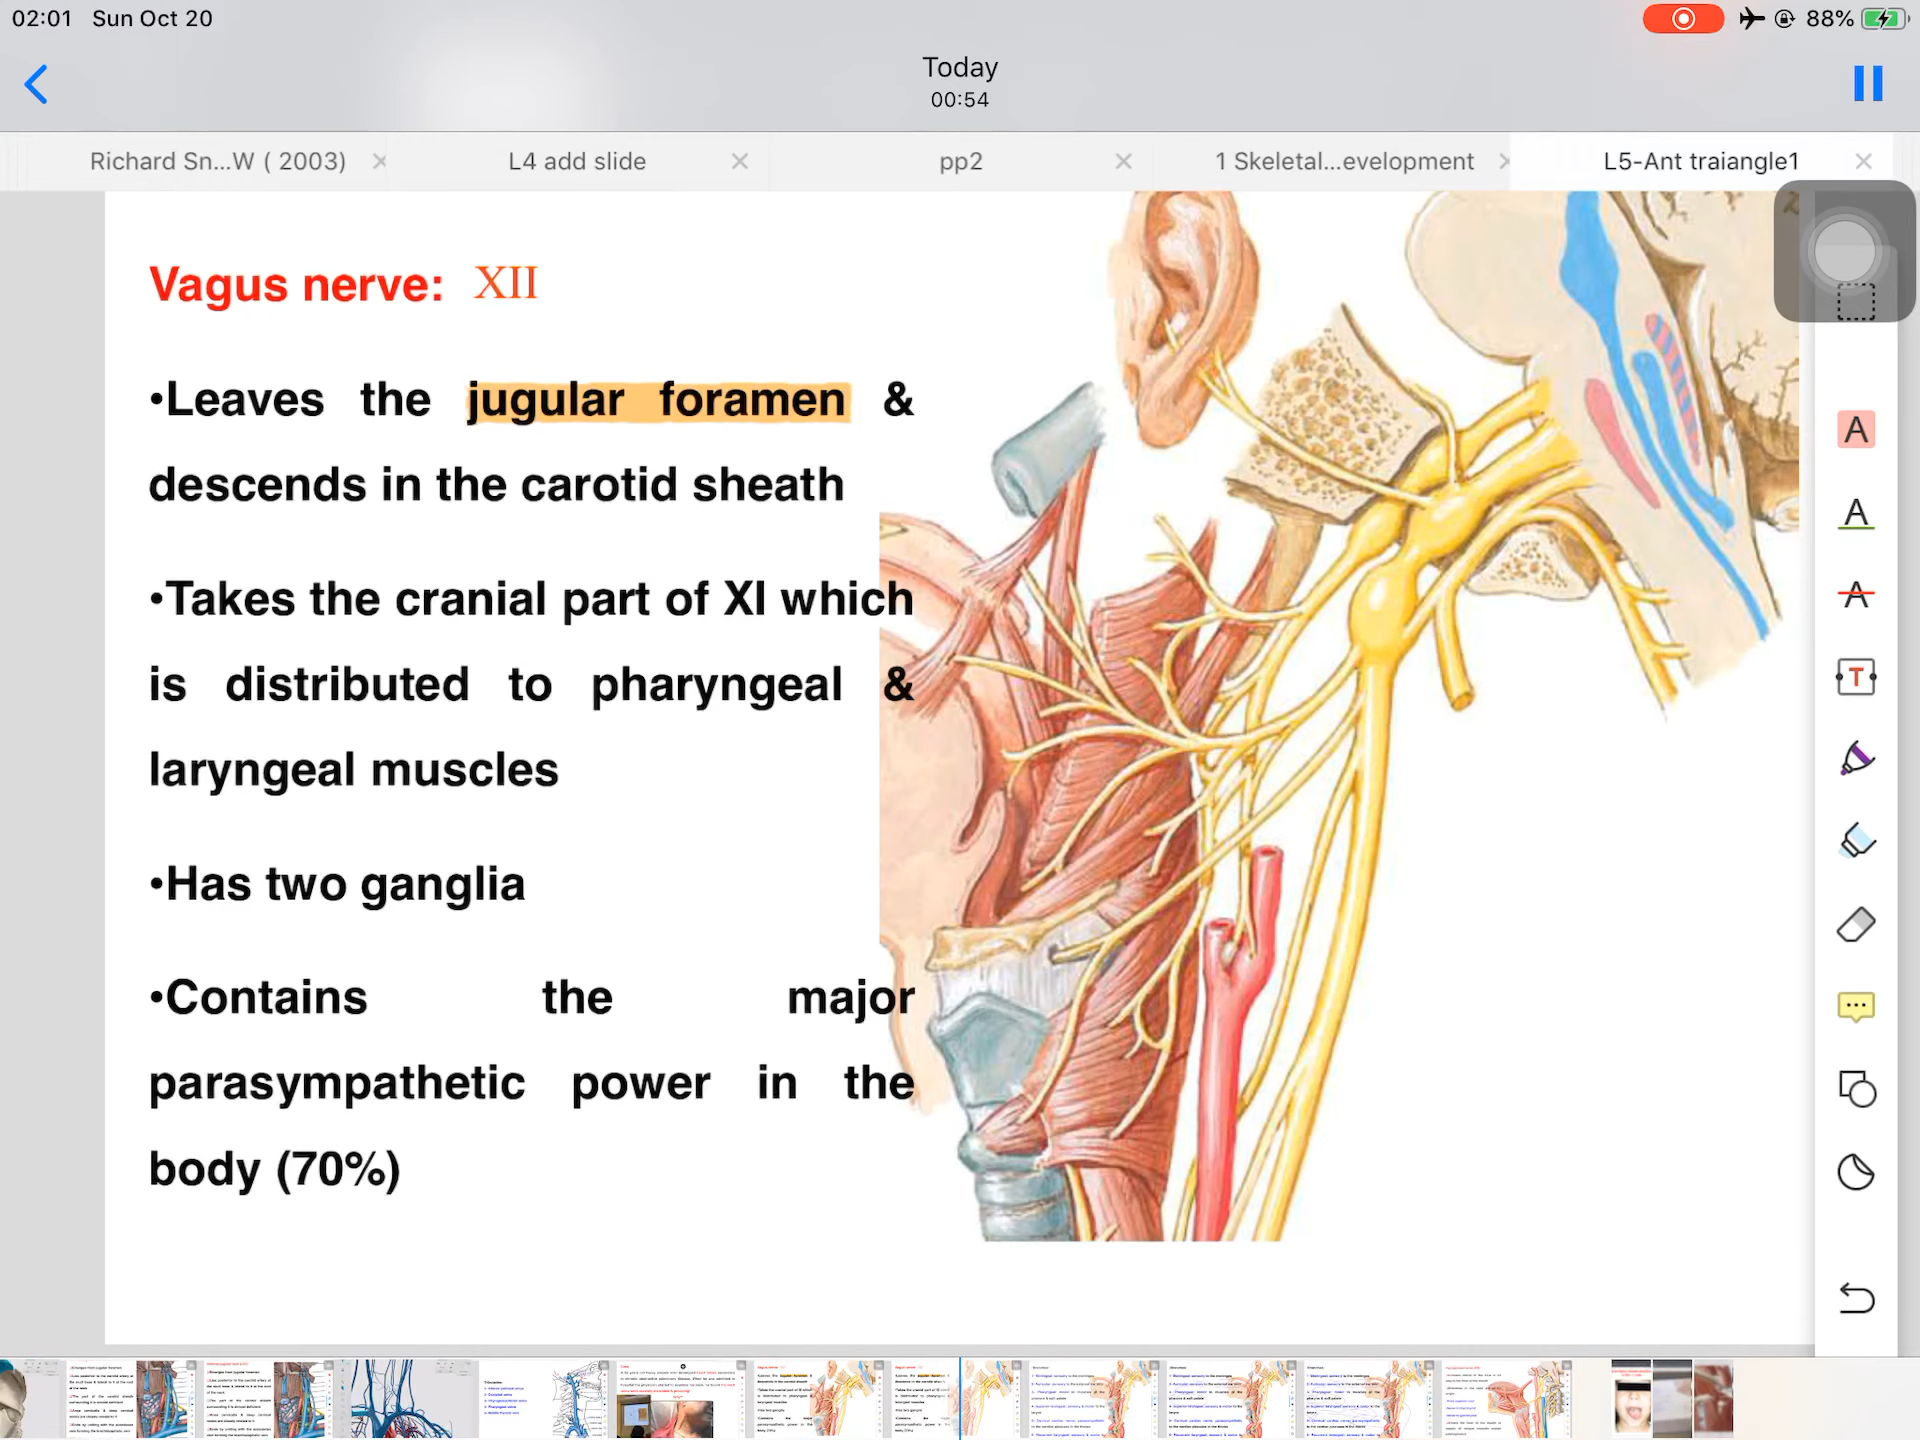 02:01 Sun Oct 20
88%
Today
00:54
Richard Sn...W ( 2003)
L4 add slide
pp2
1 Skeletal...evelopment
L5-Ant traiangle1
Vagus nerve: XII
•Leaves the jugular foramen &
descends in the carotid sheath
•Takes the cranial part of XI which
is distributed to pharyngeal &
laryngeal muscles
•Has two ganglia
•Contains the major
parasympathetic power in the
body (70%)
A
A
A
T